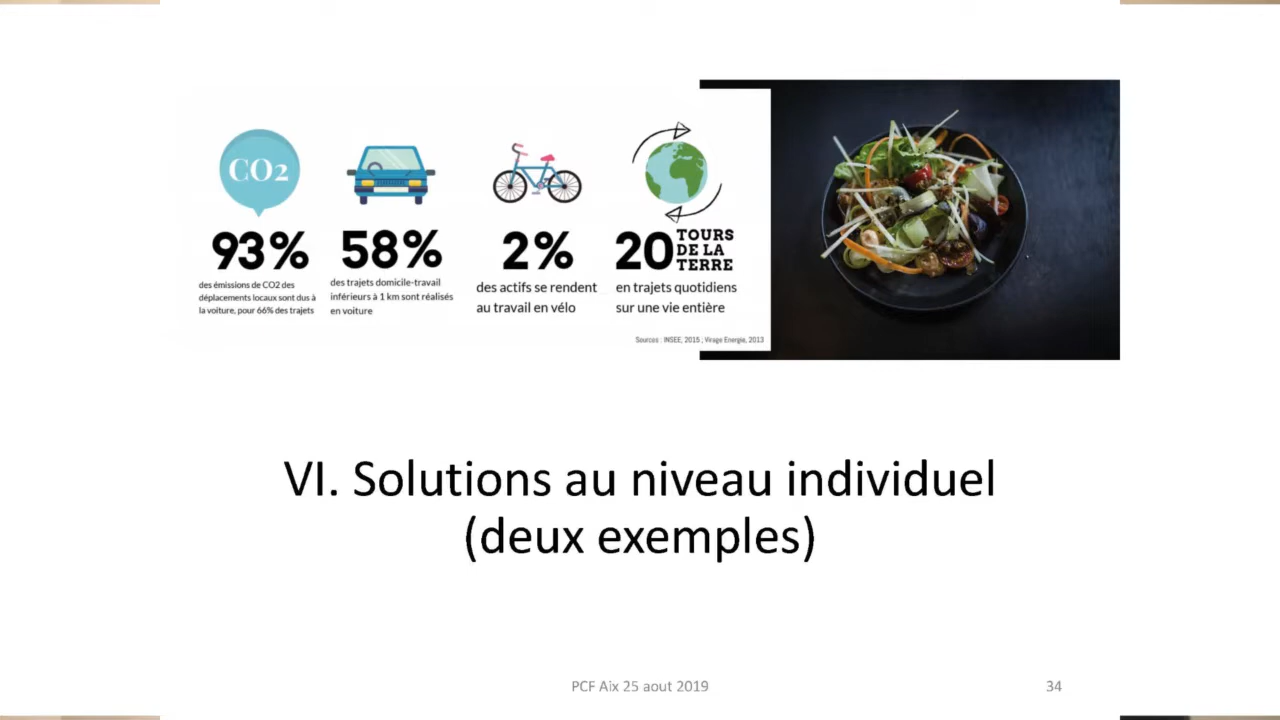 CO2
93%
des émissions de CO2 des
déplacements locaux sont dus à
la voiture, pour 66% des trajets
58%
des trajets domicile-travail
inférieurs à 1 km sont réalisés
en voiture
2%
des actifs se rendent
au travail en vélo
20 TOURS
DE LA
TERRE
en trajets quotidiens
sur une vie entière
Sources : INSEE, 2015 ; Virage Energie, 2013
VI. Solutions au niveau individuel
(deux exemples)
PCF Aix 25 aout 2019
34